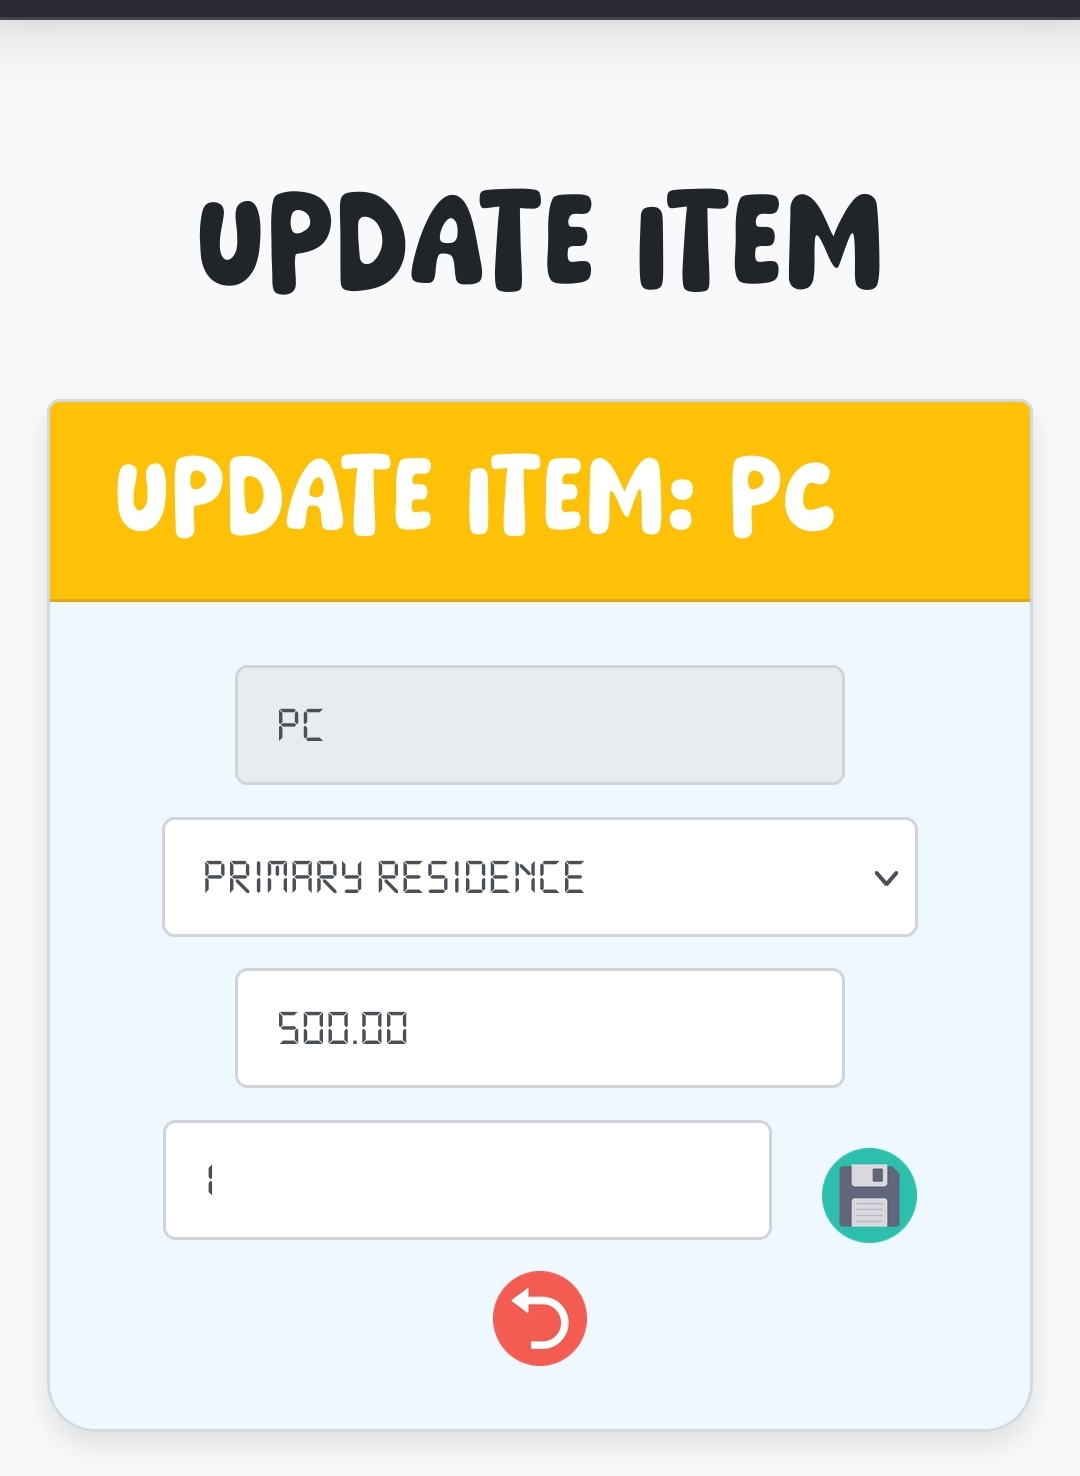 UPDATE ITEM
UPDATE ITEM: PC
PC
PRIMARY RESIDENCE
500.00
1